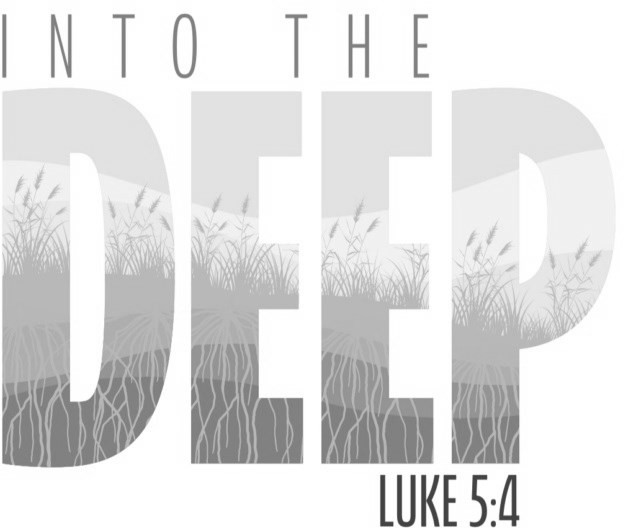 INTO THE
DEEP
LUKE 5:4